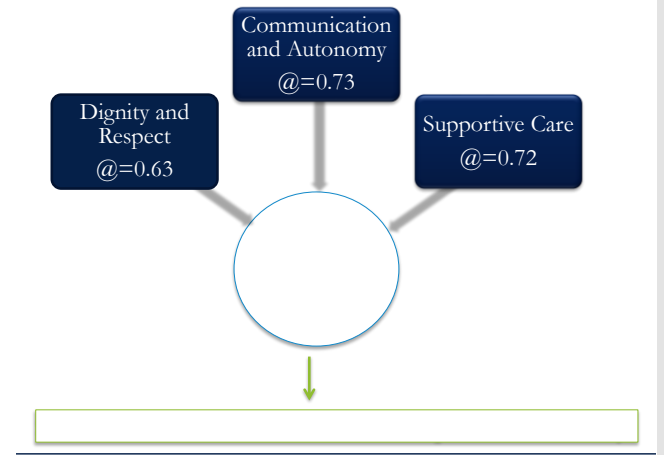 Communication
and Autonomy
@=0.73
Dignity and
Respect
@=0.63
Supportive Care
@=0.72